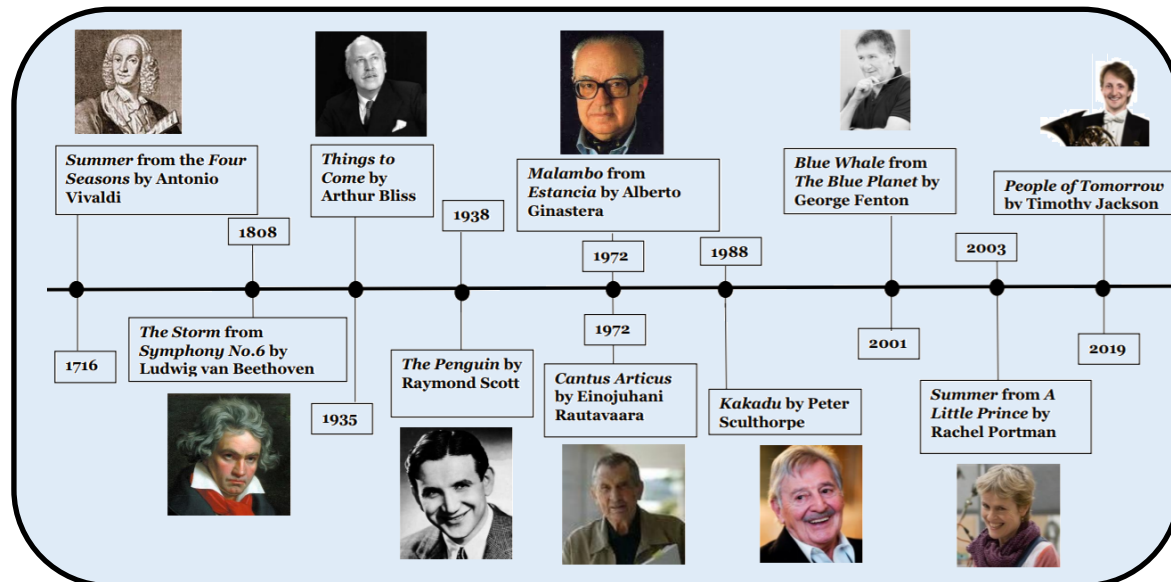 Summer from the Four
Seasons by Antonio
Vivaldi
1716
1808
The Storm from
Symphony No.6 by
Ludwig van Beethoven
Things to
Come by
Arthur Bliss
1935
1938
The Penguin by
Raymond Scott
Malambo from
Estancia by Alberto
Ginastera
1972
1972
Cantus Articus
by Einojuhani
Rautavaara
1988
Kakadu by Peter
Sculthorpe
Blue Whale from
The Blue Planet by
George Fenton
2001
2003
Summer from A
Little Prince by
Rachel Portman
People of Tomorrow
by Timothy Jackson
2019